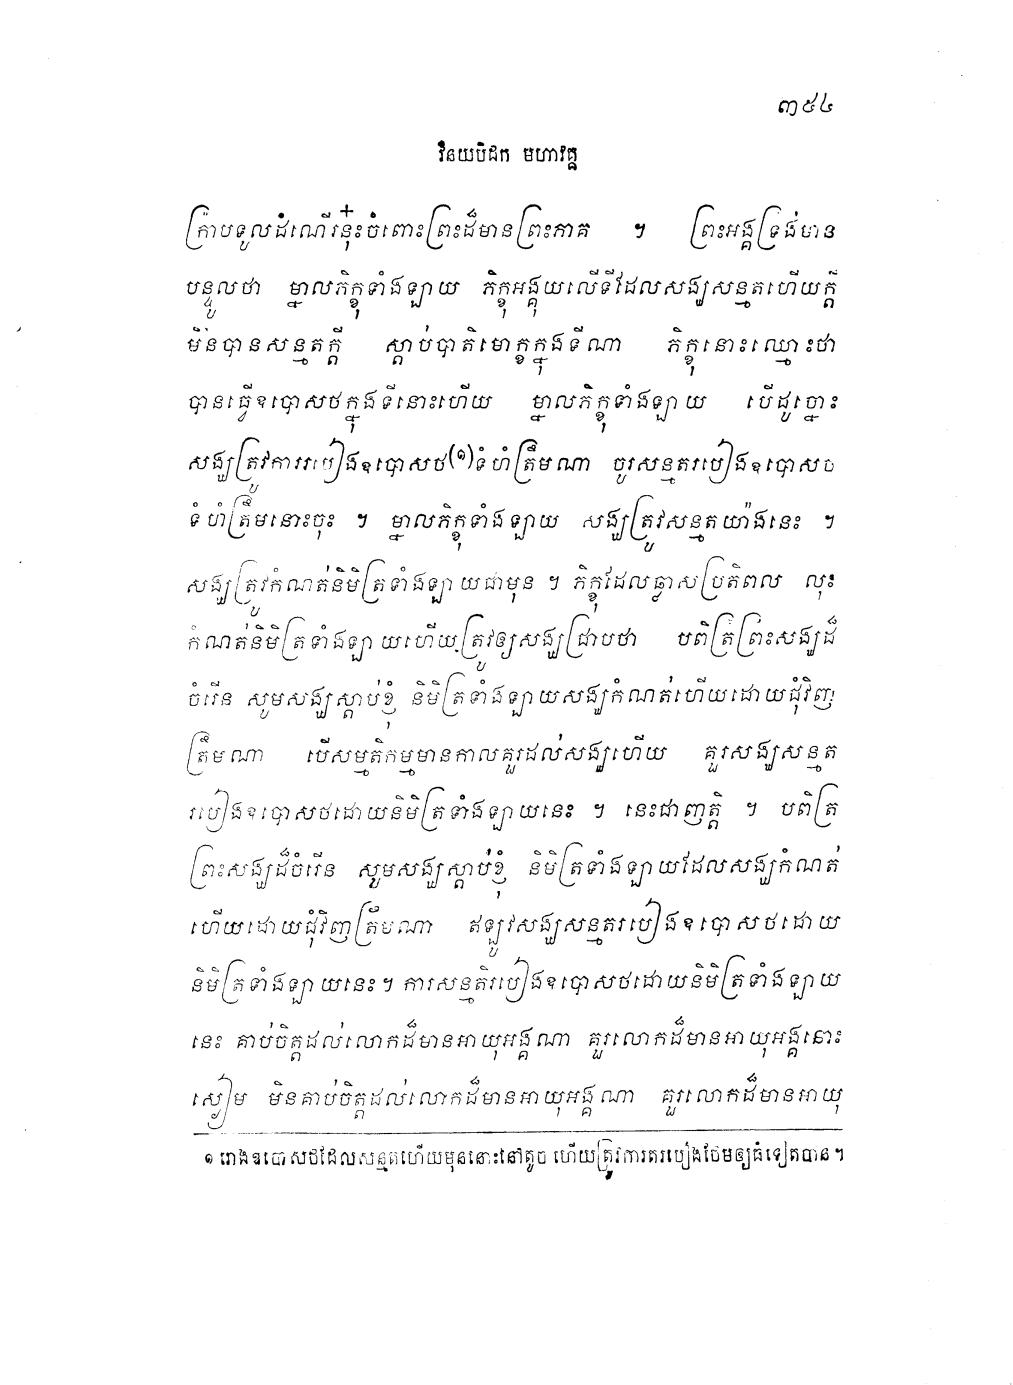 ៣៥៤
វិនយបិដក មហាវគ្គ
ក្រាបទូលដំណើរនុ៎ះចំពោះព្រះដ៏មានព្រះភាគ ។ ព្រះអង្គទ្រង់បាន
បន្ទូលថា ម្នាលភិក្ខុទាំងឡាយ ភិក្ខុអង្គុយលើទីដែលសង្ឃសន្មតហើយក្តី
មិនបានសន្មតក្តី ស្តាប់បាតិមោក្ខក្នុងទីណា ភិក្ខុនោះឈ្មោះថា
បានធ្វើឧបោសថក្នុងទីនោះហើយ ម្នាលភិក្ខុទាំងឡាយ បើដូច្នោះ
សង្ឃត្រូវការរបៀងឧបោសថ(១)ទំហំត្រឹមណា ចូរសន្មតរបៀងឧបោសថ
ទំហំត្រឹមនោះចុះ ។ ម្នាលភិក្ខុទាំងឡាយ សង្ឃត្រូវសន្មតយ៉ាងនេះ ។
សង្ឃត្រូវកំណត់និមិត្រទាំងឡាយជាមុន ។ ភិក្ខុដែលឆ្លាសប្រតិពល លុះ
កំណត់និមិត្រទាំងឡាយហើយ ត្រូវឲ្យសង្ឃជ្រាបថា បពិត្រព្រះសង្ឃដ៏
ចំរើន សូមសង្ឃស្តាប់ខ្ញុំ និមិត្រទាំងឡាយសង្ឃកំណត់ហើយដោយជុំវិញ
ត្រឹមណា បើសម្មតិកម្មមានកាលគួរដល់សង្ឃហើយ គួរសង្ឃសន្មត
របៀងឧបោសថដោយនិមិត្រទាំងឡាយនេះ ។ នេះជាញត្តិ ។ បពិត្រ
ព្រះសង្ឃដ៏ចំរើន សូមសង្ឃស្តាប់ខ្ញុំ និមិត្រទាំងឡាយដែលសង្ឃកំណត់
ហើយដោយជុំវិញត្រឹមណា ឥឡូវសង្ឃសន្មតរបៀងឧបោសថដោយ
និមិត្រទាំងឡាយនេះ ។ ការសន្មតិរបៀងឧបោសថដោយនិមិត្រទាំងឡាយ
នេះ គាប់ចិត្តដល់លោកដ៏មានអាយុអង្គណា គួរលោកដ៏មានអាយុអង្គនោះ
ស្ងៀម មិនគាប់ចិត្តដល់លោកដ៏មានអាយុអង្គណា គួរលោកដ៏មានអាយុ
១ រោងឧបោសថដែលសន្មតហើយមុននោះនៅតូច ហើយត្រូវការតរបៀងថែមឲ្យធំទៀតបាន ។